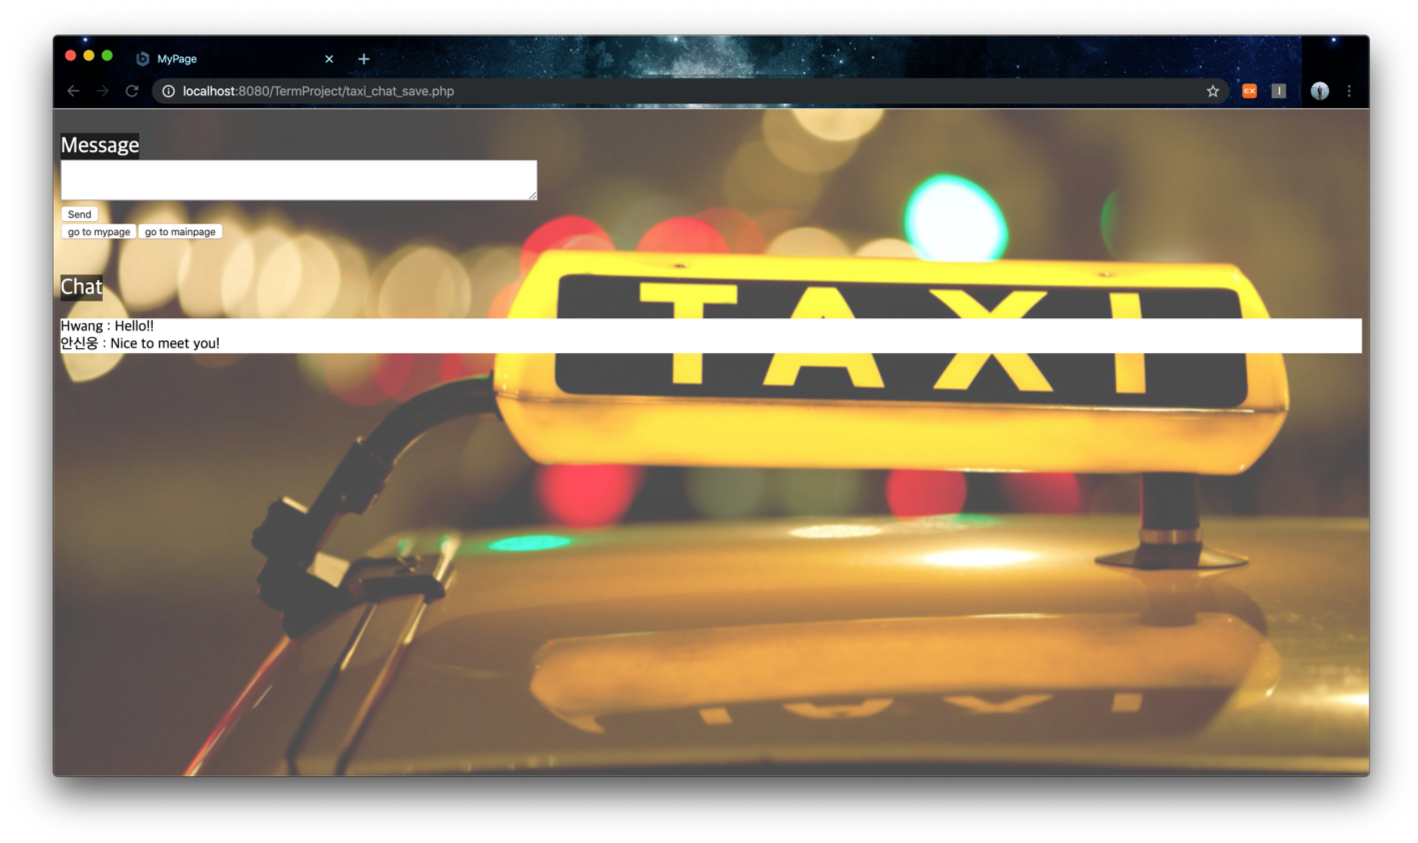 MyPage
localhost:8080/TermProject/taxi_chat_save.php
EX
Message
Send
go to mypage go to mainpage
Chat
Hwang : Hello!!
안신웅 : Nice to meet you!
TAXI